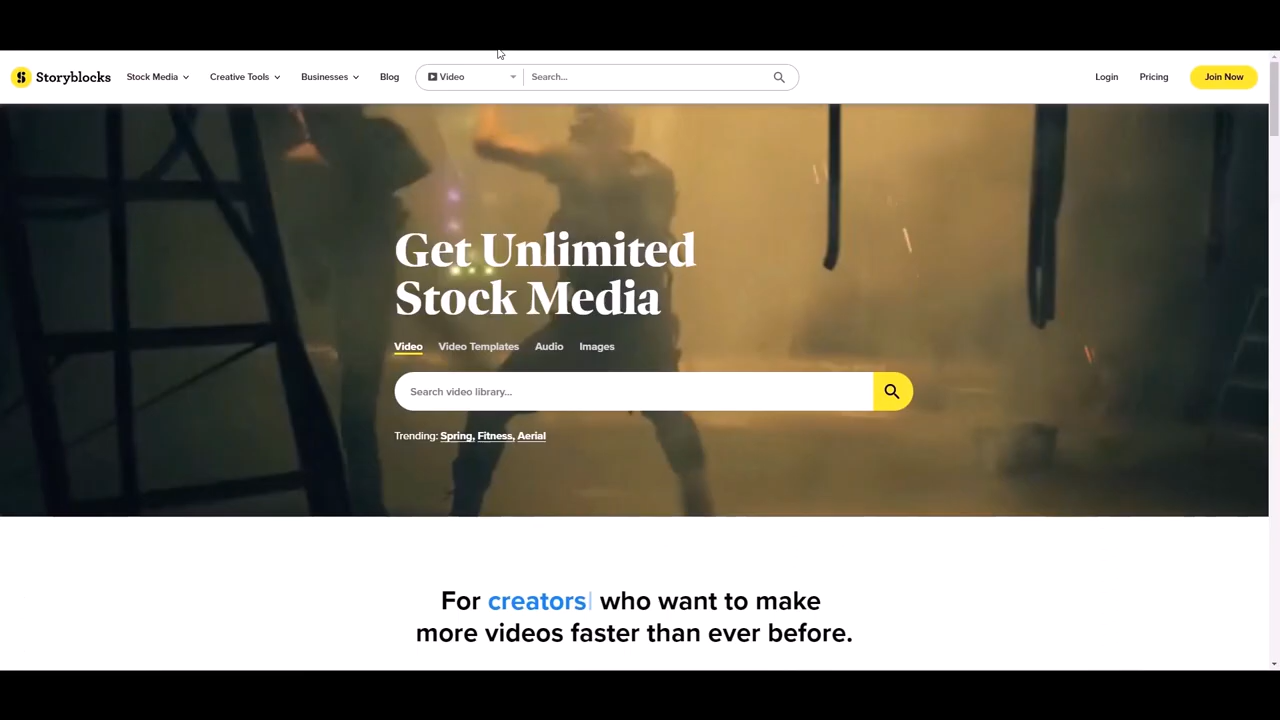 Storyblocks Stock Media Creative Tools Businesses Blog Video Search... Login Pricing Join Now
Get Unlimited
Stock Media
Video Video Templates Audio Images
Search video library...
Trending: Spring, Fitness, Aerial
For creators who want to make
more videos faster than ever before.